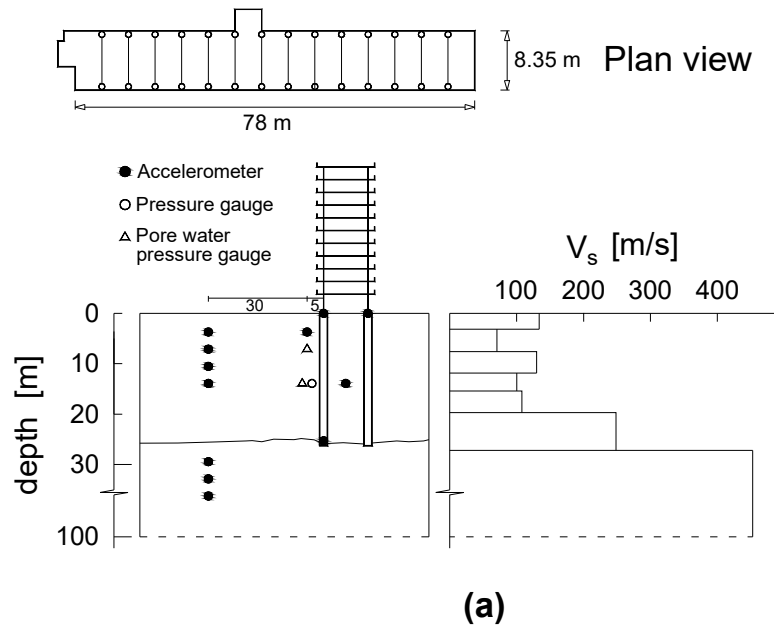 8.35 m
Plan view
78 m
Accelerometer
Pressure gauge
Pore water
pressure gauge
30
5
Vs [m/s]
100 200 300 400
0
10
20
30
100
depth [m]
(a)